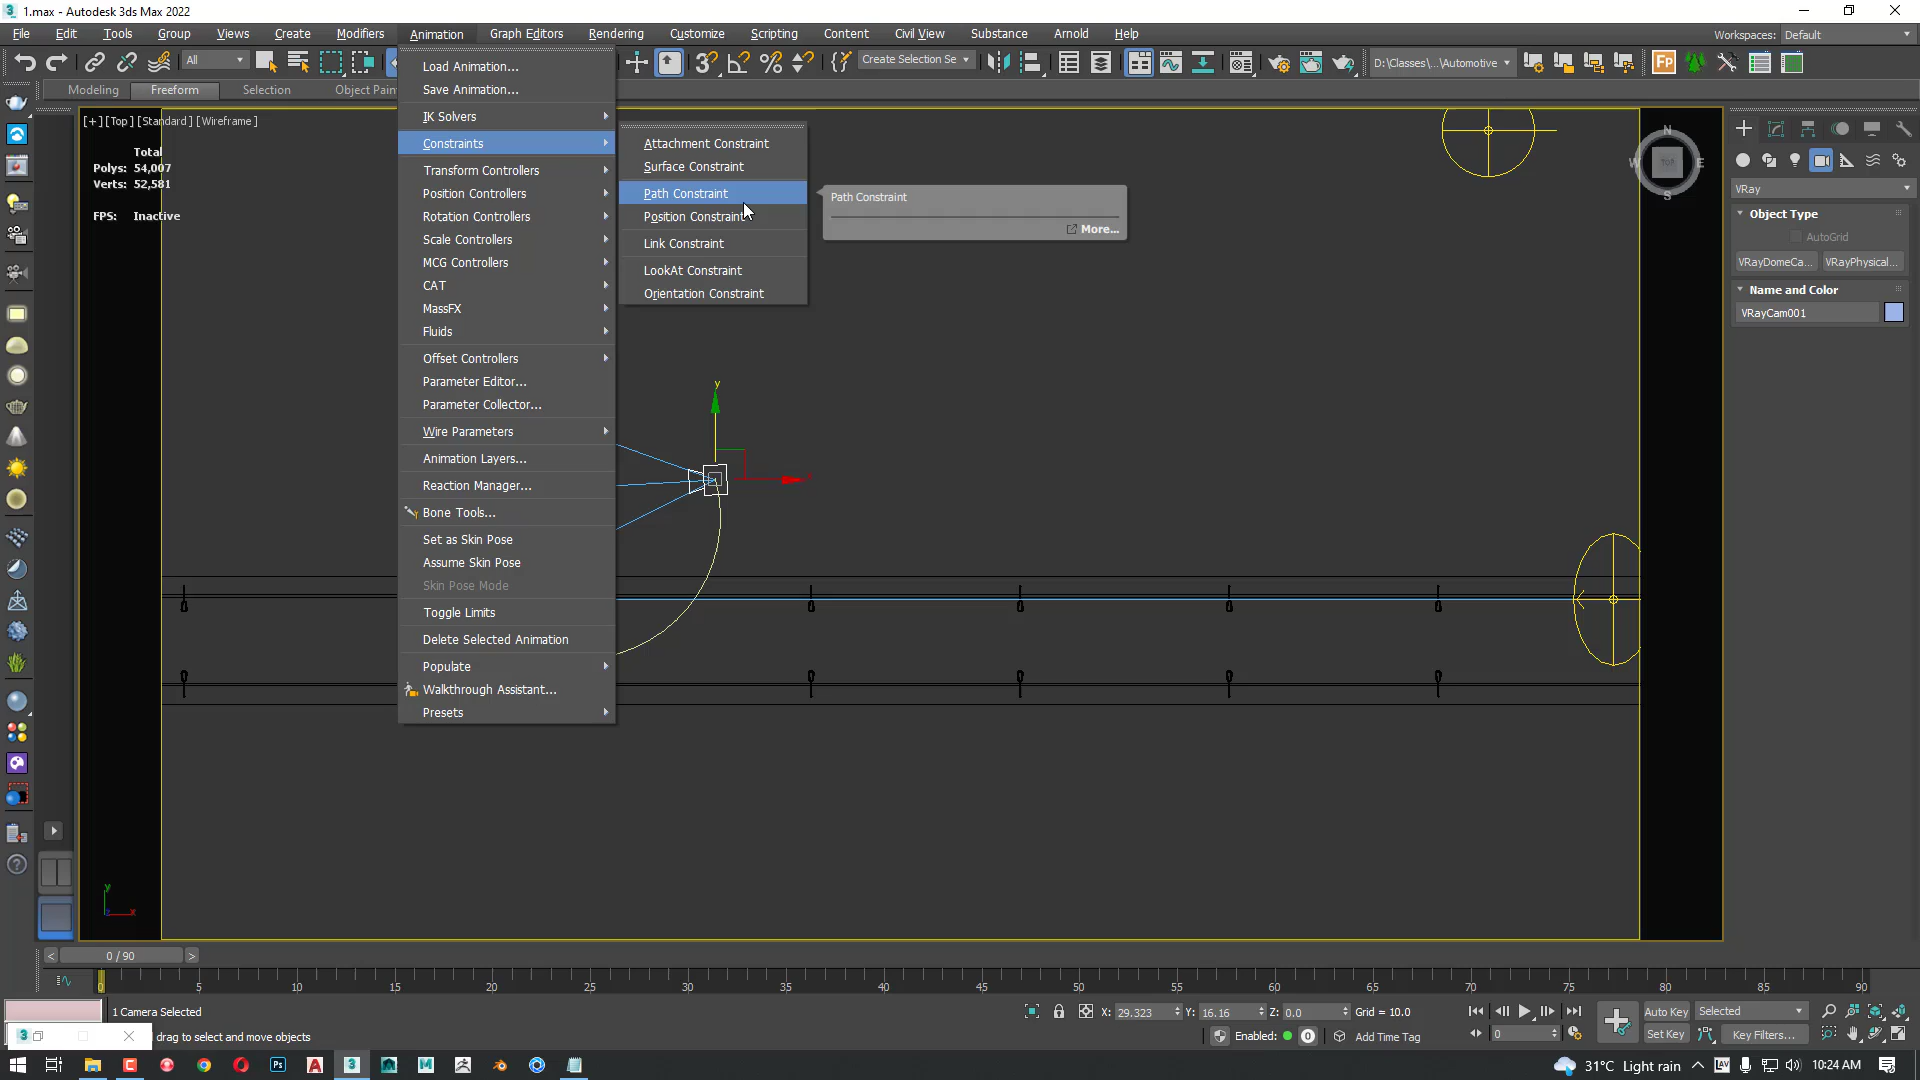 1.max - Autodesk 3ds Max 2022
File Edit Tools Group Views Create Modifiers Animation Graph Editors Rendering Customize Scripting Content Civil View Substance Arnold Help
Workspaces: Default
All
Create Selection Se
D:\Classes\...\Automotive
Modeling Freeform Selection Object Pain
[+] [Top] [Standard] [Wireframe]
Total
Polys: 54,007
Verts: 52,581
FPS: Inactive
Load Animation...
Save Animation...
IK Solvers
Constraints
Transform Controllers
Position Controllers
Rotation Controllers
Scale Controllers
MCG Controllers
CAT
MassFX
Fluids
Offset Controllers
Parameter Editor...
Parameter Collector...
Wire Parameters
Animation Layers...
Reaction Manager...
Bone Tools...
Set as Skin Pose
Assume Skin Pose
Skin Pose Mode
Toggle Limits
Delete Selected Animation
Populate
Walkthrough Assistant...
Presets
Attachment Constraint
Surface Constraint
Path Constraint
Position Constraint
Link Constraint
LookAt Constraint
Orientation Constraint
Path Constraint
More...
y
N
W TOP E
S
VRay
Object Type
AutoGrid
VRayDomeCa... VRayPhysical...
Name and Color
VRayCam001
y
x
< 0 / 90 >
0 5 10 15 20 25 30 35 40 45 50 55 60 65 70 75 80 85 90
1 Camera Selected
drag to select and move objects
X: 29.323 Y: 16.16 Z: 0.0 Grid = 10.0
Enabled: 0 Add Time Tag
Auto Key Selected
Set Key Key Filters...
0
31°C Light rain
10:24 AM